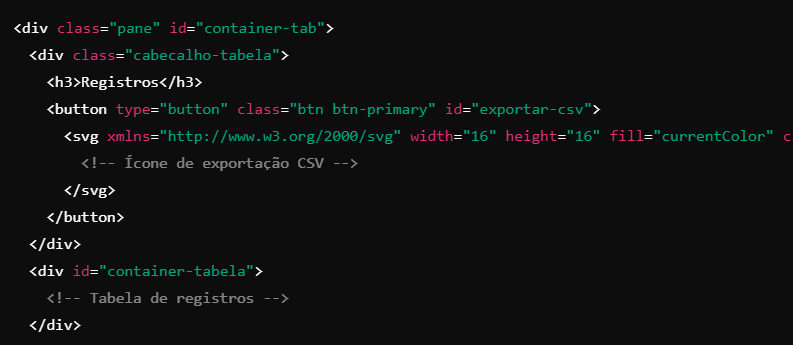 <div class="pane" id="container-tab">
<div class="cabecalho-tabela">
<h3>Registros</h3>
<button type="button" class="btn btn-primary" id="exportar-csv">
<svg xmlns="http://www.w3.org/2000/svg" width="16" height="16" fill="currentColor" c
<!-- Ícone de exportação CSV -->
</svg>
</button>
</div>
<div id="container-tabela">
<!-- Tabela de registros -->
</div>